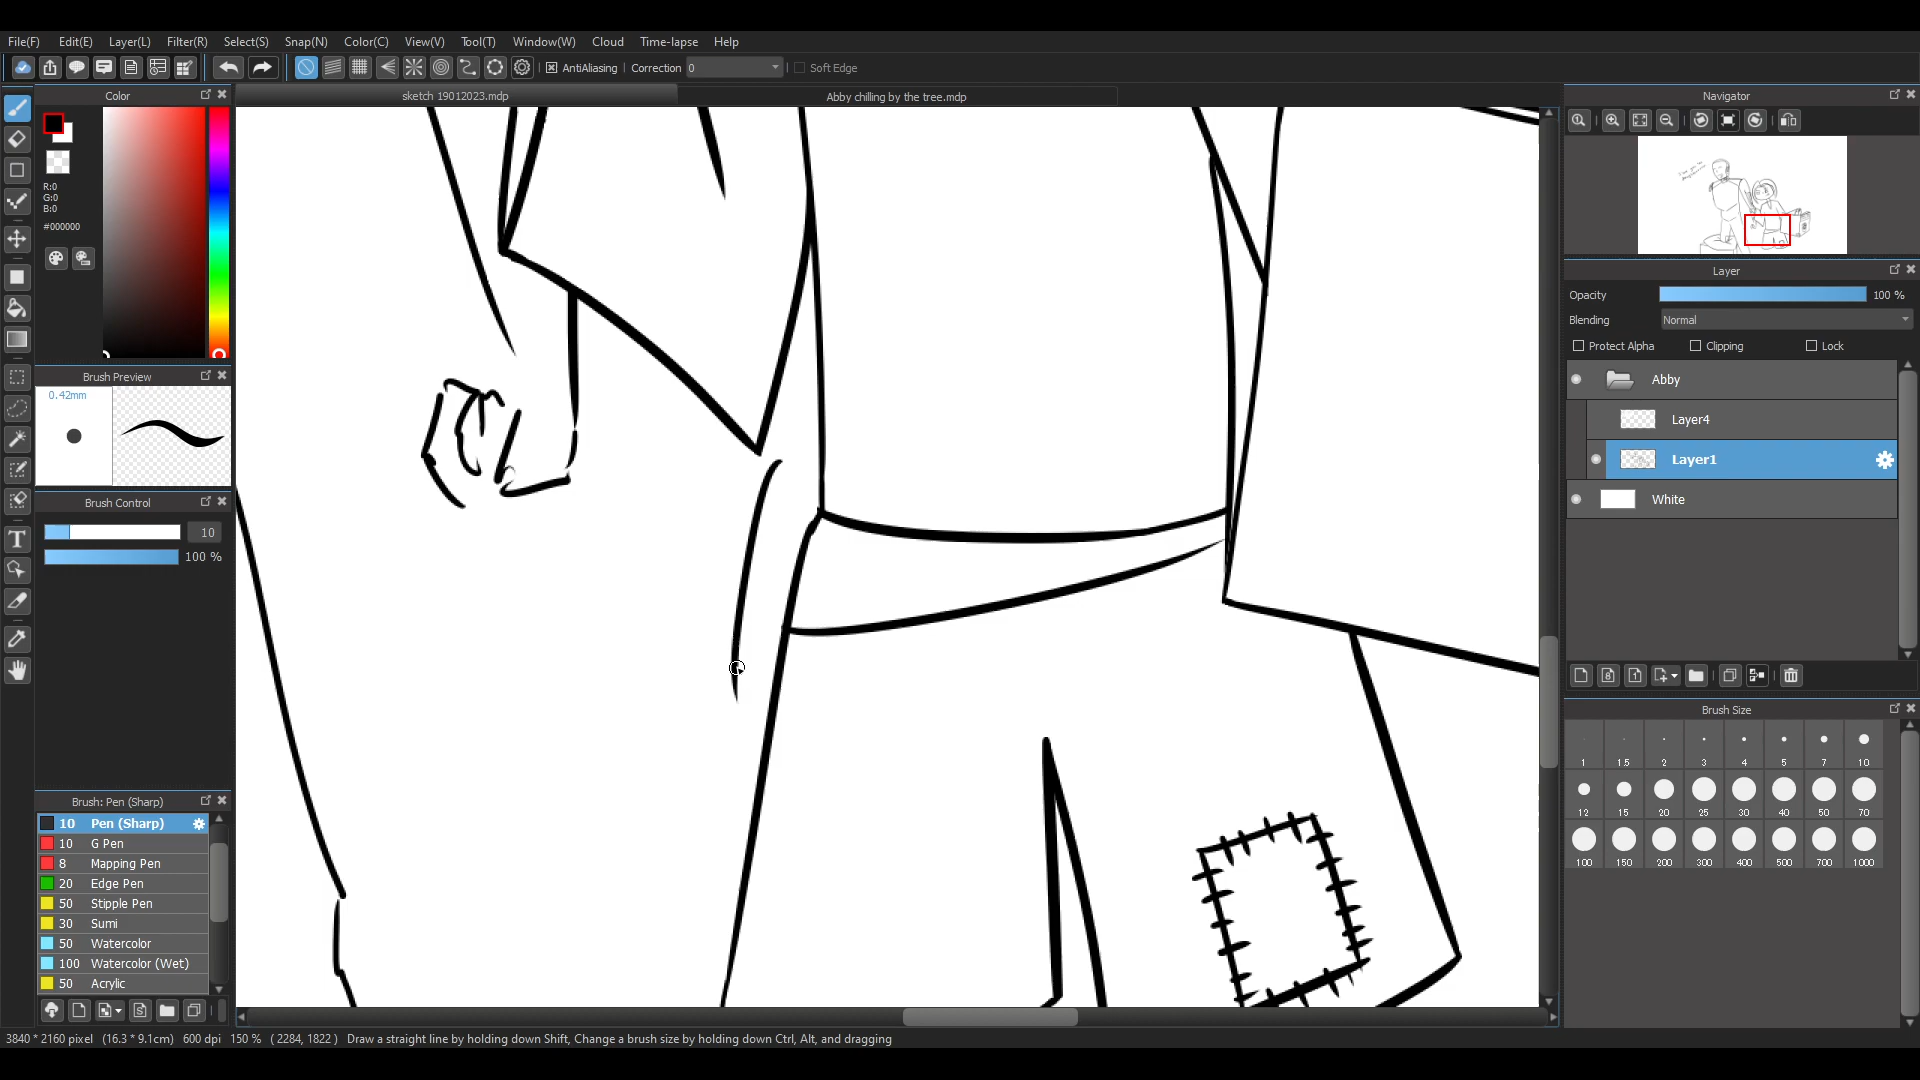 File(F) Edit(E) Layer(L) Filter(R) Select(S) Snap(N) Color(C) View(V) Tool(T) Window(W) Cloud Time-lapse Help
AntiAliasing Correction 0 Soft Edge
Color
sketch 19012023.mdp
Abby chilling by the tree.mdp
Navigator
R:0
G:0
B:0
#000000
Layer
Opacity 100 %
Blending Normal
Protect Alpha Clipping Lock
Abby
Layer4
Layer1
White
Brush Preview
0.42mm
Brush Control
10
100 %
Brush Size
1 1.5 2 3 4 5 7 10
12 15 20 25 30 40 50 70
100 150 200 300 400 500 700 1000
Brush: Pen (Sharp)
10 Pen (Sharp)
10 G Pen
8 Mapping Pen
20 Edge Pen
50 Stipple Pen
30 Sumi
50 Watercolor
100 Watercolor (Wet)
50 Acrylic
3840 * 2160 pixel (16.3 * 9.1cm) 600 dpi 150 % ( 2284, 1822 ) Draw a straight line by holding down Shift, Change a brush size by holding down Ctrl, Alt, and dragging